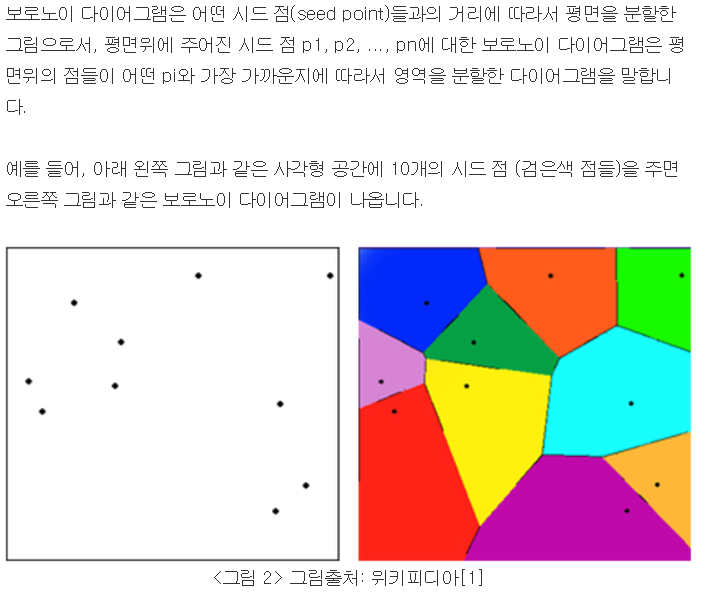 보로노이 다이어그램은 어떤 시드 점(seed point)들과의 거리에 따라서 평면을 분할한
그림으로서, 평면위에 주어진 시드 점 p1, p2, ..., pn에 대한 보로노이 다이어그램은 평
면위의 점들이 어떤 pi와 가장 가까운지에 따라서 영역을 분할한 다이어그램을 말합니
다.
예를 들어, 아래 왼쪽 그림과 같은 사각형 공간에 10개의 시드 점 (검은색 점들)을 주면
오른쪽 그림과 같은 보로노이 다이어그램이 나옵니다.
<그림 2> 그림출처: 위키피디아[1]